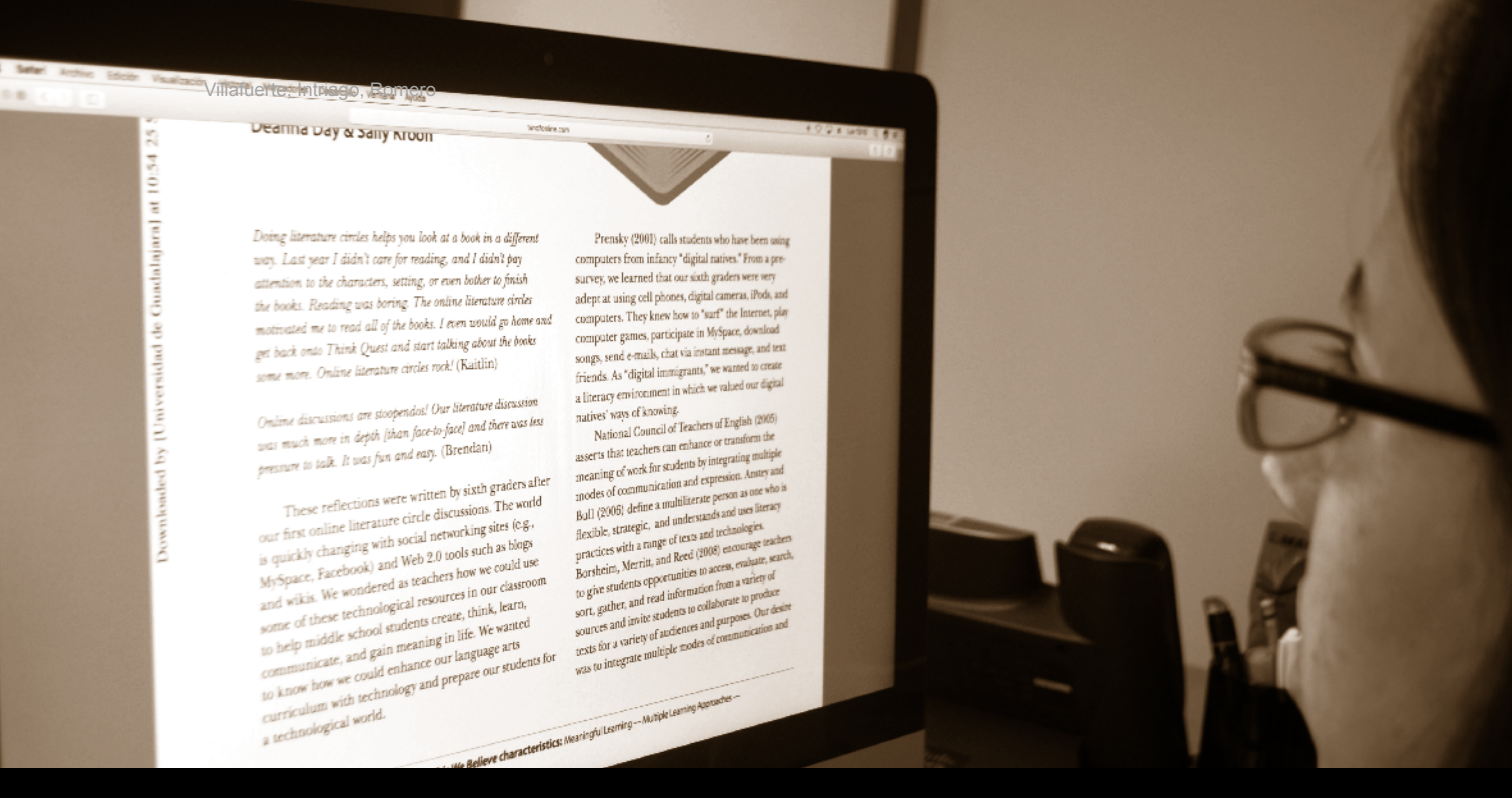 Safari Archivo Edición Visualización
Ayuda
Villafuerte, Intriago, Romero
tandfonline.com
Deanna Day & Sally Kroon
Downloaded by [Universidad de Guadalajara] at 10:54 25
Doing literature circles helps you look at a book in a different
way. Last year I didn't care for reading, and I didn't pay
attention to the characters, setting, or even bother to finish
the books. Reading was boring. The online literature circles
motivated me to read all of the books. I even would go home and
get back onto Think Quest and start talking about the books
some more. Online literature circles rock! (Kaitlin)
Online discussions are stoopendos! Our literature discussion
was much more in depth [than face-to-face] and there was less
pressure to talk. It was fun and easy. (Brendan)
These reflections were written by sixth graders after
our first online literature circle discussions. The world
is quickly changing with social networking sites (e.g.,
MySpace, Facebook) and Web 2.0 tools such as blogs
and wikis. We wondered as teachers how we could use
some of these technological resources in our classroom
to help middle school students create, think, learn,
communicate, and gain meaning in life. We wanted
to know how we could enhance our language arts
curriculum with technology and prepare our students for
a technological world.
Prensky (2001) calls students who have been using
computers from infancy "digital natives." From a pre-
survey, we learned that our sixth graders were very
adept at using cell phones, digital cameras, iPods, and
computers. They knew how to "surf" the Internet, play
computer games, participate in MySpace, download
songs, send e-mails, chat via instant message, and text
friends. As "digital immigrants," we wanted to create
a literacy environment in which we valued our digital
natives' ways of knowing.
National Council of Teachers of English (2005)
asserts that teachers can enhance or transform the
meaning of work for students by integrating multiple
modes of communication and expression. Anstey and
Bull (2006) define a multiliterate person as one who is
flexible, strategic, and understands and uses literacy
practices with a range of texts and technologies.
Borsheim, Merritt, and Reed (2008) encourage teachers
to give students opportunities to access, evaluate, search,
sort, gather, and read information from a variety of
sources and invite students to collaborate to produce
texts for a variety of audiences and purposes. Our desire
was to integrate multiple modes of communication and
We Believe characteristics: Meaningful Learning — Multiple Learning Approaches —